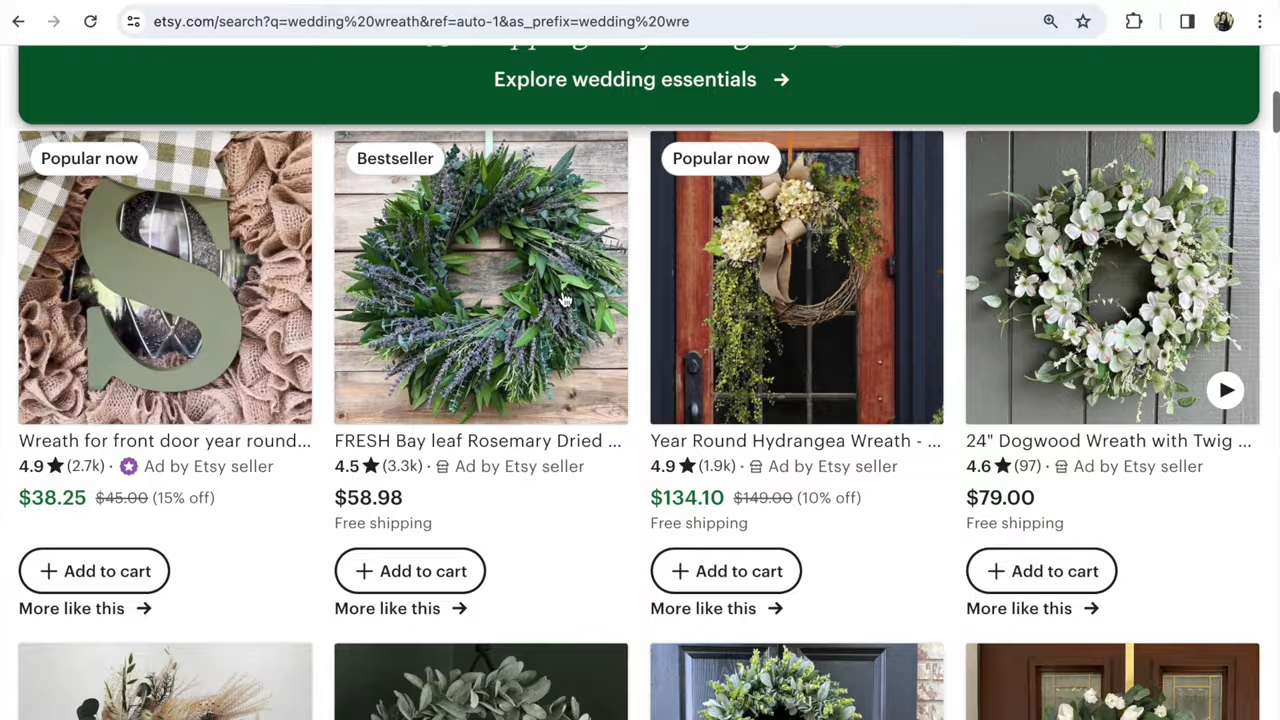 etsy.com/search?q=wedding%20wreath&ref=auto-1&as_prefix=wedding%20wre
Explore wedding essentials →
Popular now
Bestseller
Popular now
S
Wreath for front door year round...
4.9★(2.7k) · Ad by Etsy seller
$38.25 $45.00 (15% off)
+ Add to cart
More like this →
FRESH Bay leaf Rosemary Dried ...
4.5★(3.3k) · Ad by Etsy seller
$58.98
Free shipping
+ Add to cart
More like this →
Year Round Hydrangea Wreath - ...
4.9★(1.9k) · Ad by Etsy seller
$134.10 $149.00 (10% off)
Free shipping
+ Add to cart
More like this →
24" Dogwood Wreath with Twig ...
4.6★(97) · Ad by Etsy seller
$79.00
Free shipping
+ Add to cart
More like this →